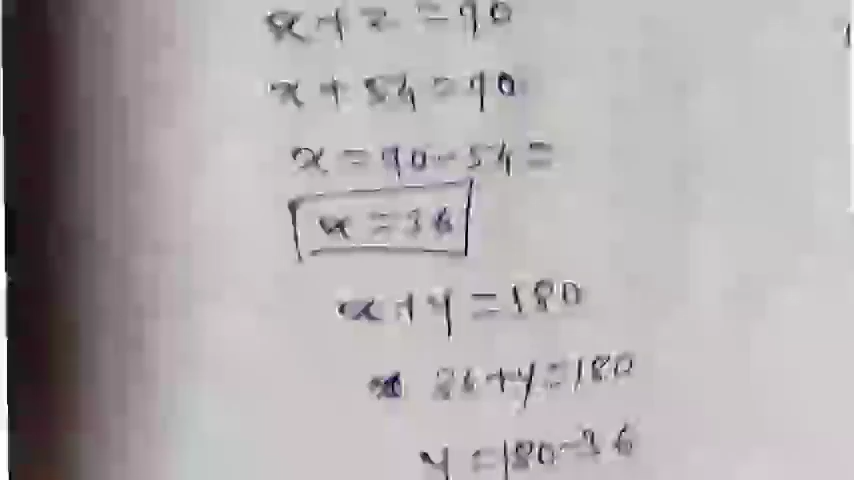 x+z=90
x+54=90
x=90-54=
x=36
x+y=180
36+y=180
y=180-36